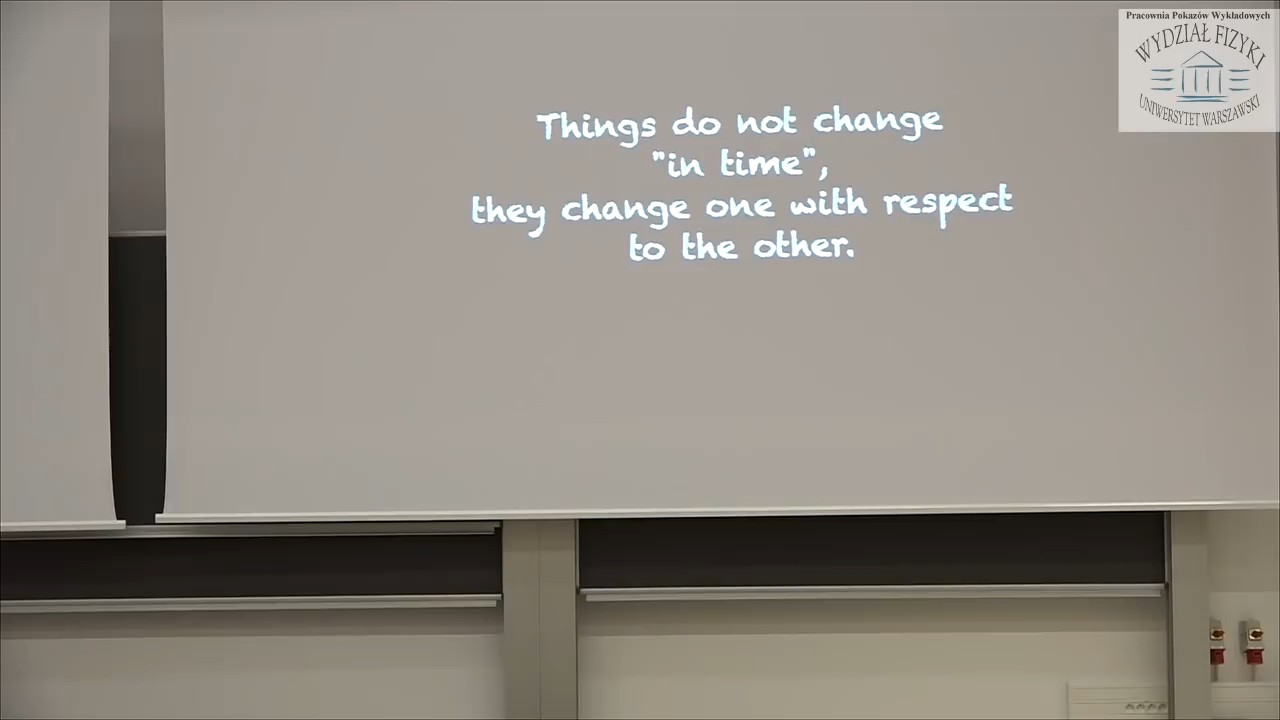 Pracownia Pokazów Wykładowych
WYDZIAŁ FIZYKI
UNIWERSYTET WARSZAWSKI
Things do not change
"in time",
they change one with respect
to the other.